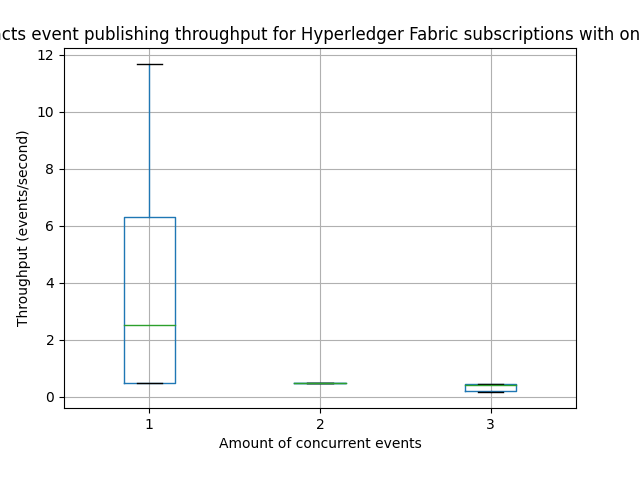 cts event publishing throughput for Hyperledger Fabric subscriptions with on
12
10
8
6
4
2
0
Throughput (events/second)
1 2 3
Amount of concurrent events